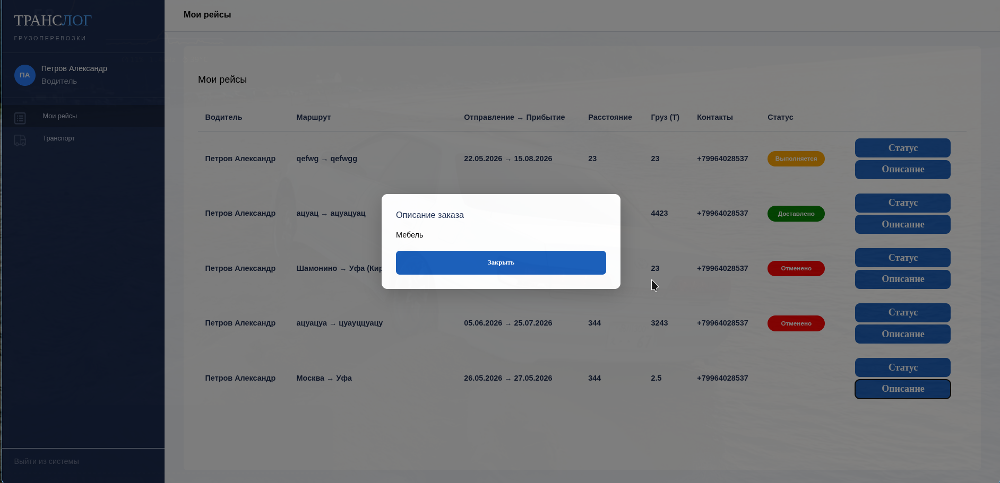 ТРАНСЛОГ
ГРУЗОПЕРЕВОЗКИ
ПА
Петров Александр
Водитель
Мои рейсы
Транспорт
Выйти из системы
Мои рейсы
Мои рейсы
Водитель Маршрут Отправление → Прибытие Расстояние Груз (Т) Контакты Статус
Петров Александр qefwg → qefwgg 22.05.2026 → 15.08.2026 23 23 +79964028537 Выполняется Статус
Описание
Петров Александр ацуац → ацуацуац 4423 +79964028537 Доставлено Статус
Описание
Петров Александр Шамонино → Уфа (Кир 23 +79964028537 Отменено Статус
Описание
Петров Александр ацуацуа → цуауццуацу 05.06.2026 → 25.07.2026 344 3243 +79964028537 Отменено Статус
Описание
Петров Александр Москва → Уфа 26.05.2026 → 27.05.2026 344 2.5 +79964028537 Статус
Описание
Описание заказа
Мебель
Закрыть